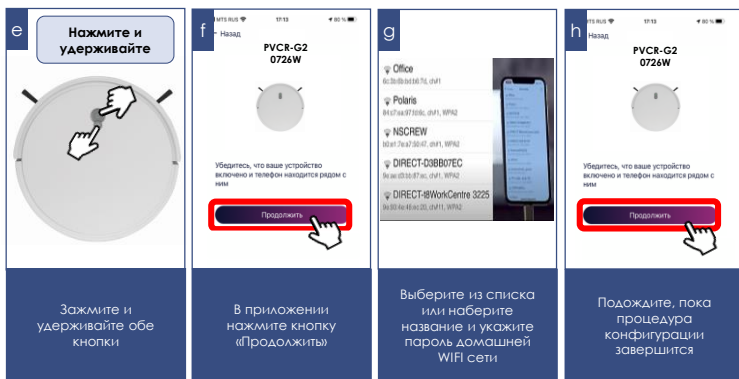 e
Нажмите и
удерживайте
Зажмите и
удерживайте обе
кнопки
f
MTS RUS
17:13
80 %
Назад
PVCR-G2
0726W
Убедитесь, что ваше устройство
включено и телефон находится рядом с
ним
Продолжить
В приложении
нажмите кнопку
«Продолжить»
g
Office
Polaris
NSCREW
DIRECT-D3BB07EC
DIRECT-t8WorkCentre 3225
Выберите из списка
или наберите
название и укажите
пароль домашней
WIFI сети
h
MTS RUS
17:13
80 %
Назад
PVCR-G2
0726W
Убедитесь, что ваше устройство
включено и телефон находится рядом с
ним
Продолжить
Подождите, пока
процедура
конфигурации
завершится